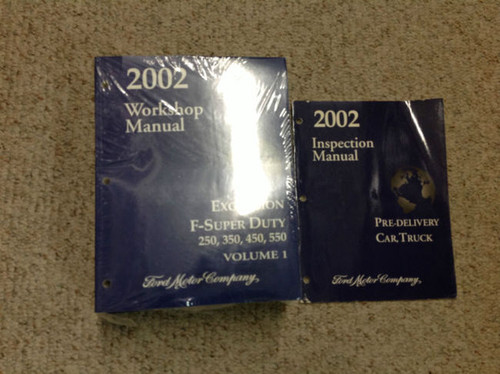 2002
Workshop
Manual
F-Super Duty
250, 350, 450, 550
VOLUME 1
Ford Motor Company,
2002
Inspection
Manual
Pre-delivery
Car, Truck
Ford Motor Company,